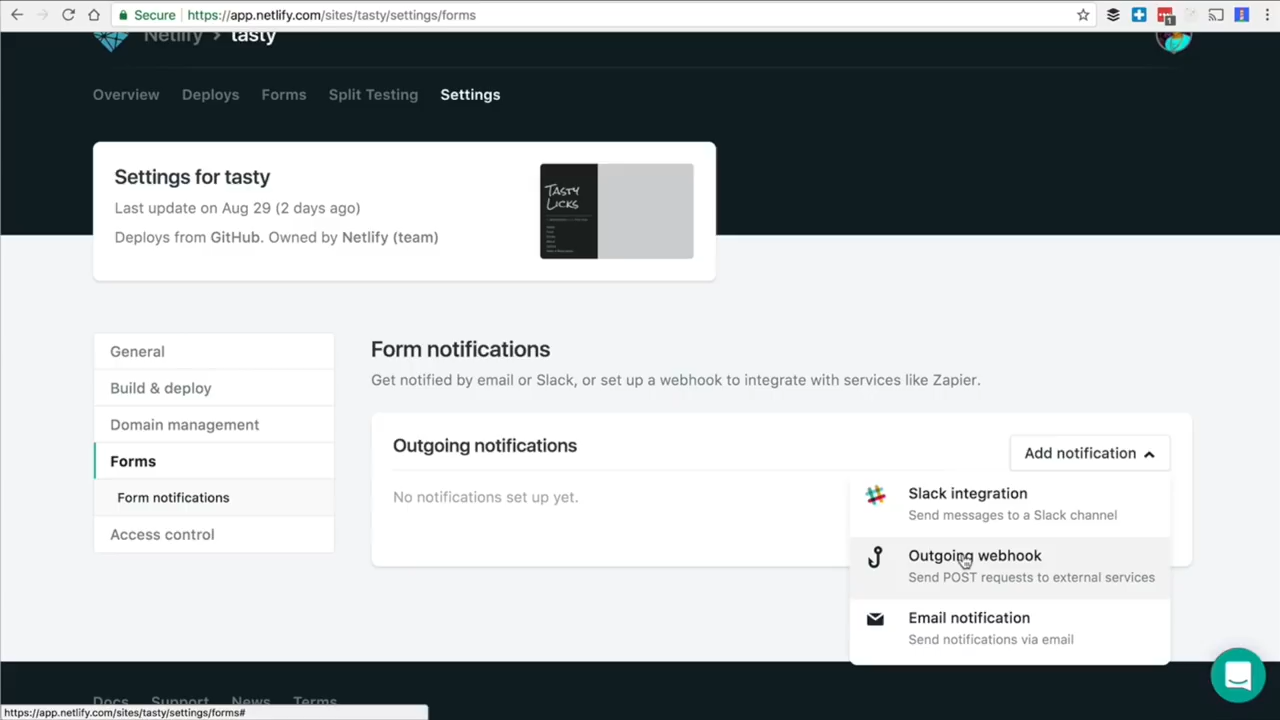 Secure https://app.netlify.com/sites/tasty/settings/forms
1
Netlify > tasty
Overview Deploys Forms Split Testing Settings
Settings for tasty
Last update on Aug 29 (2 days ago)
Deploys from GitHub. Owned by Netlify (team)
TASTY
LICKS
General
Build & deploy
Domain management
Forms
Form notifications
Access control
Form notifications
Get notified by email or Slack, or set up a webhook to integrate with services like Zapier.
Outgoing notifications
Add notification
No notifications set up yet.
Slack integration
Send messages to a Slack channel
Outgoing webhook
Send POST requests to external services
Email notification
Send notifications via email
Docs Support News Terms
https://app.netlify.com/sites/tasty/settings/forms#